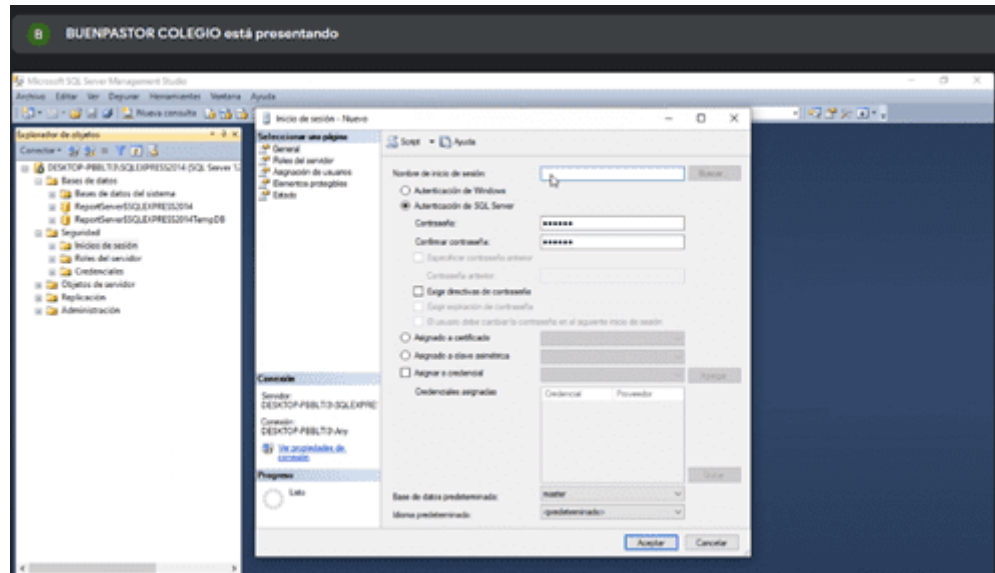 B BUENPASTOR COLEGIO está presentando
Microsoft SQL Server Management Studio
Archivo Editar Ver Depurar Herramientas Ventana Ayuda
Nueva consulta
Explorador de objetos
Conectar
Bases de datos
Bases de datos del sistema
ReportServer$SQLEXPRESS2014
ReportServer$SQLEXPRESS2014TempDB
Seguridad
Inicios de sesión
Roles del servidor
Credenciales
Objetos de servidor
Replicación
Administración
Inicio de sesión - Nuevo
Seleccionar una página
General
Roles del servidor
Asignación de usuarios
Elementos protegibles
Estado
Conexión
Servidor:
Conexión:
Ver propiedades de conexión
Progreso
Listo
Script Ayuda
Nombre de inicio de sesión: Buscar...
Autenticación de Windows
Autenticación de SQL Server
Contraseña: ••••••
Confirmar contraseña: ••••••
Especificar contraseña anterior
Contraseña anterior:
Exigir directivas de contraseña
Exigir expiración de contraseña
El usuario debe cambiar la contraseña en el siguiente inicio de sesión
Asignado a certificado
Asignado a clave asimétrica
Asignar a credencial Agregar
Credenciales asignadas Credencial Proveedor
Quitar
Base de datos predeterminada: master
Idioma predeterminado: <predeterminado>
Aceptar Cancelar